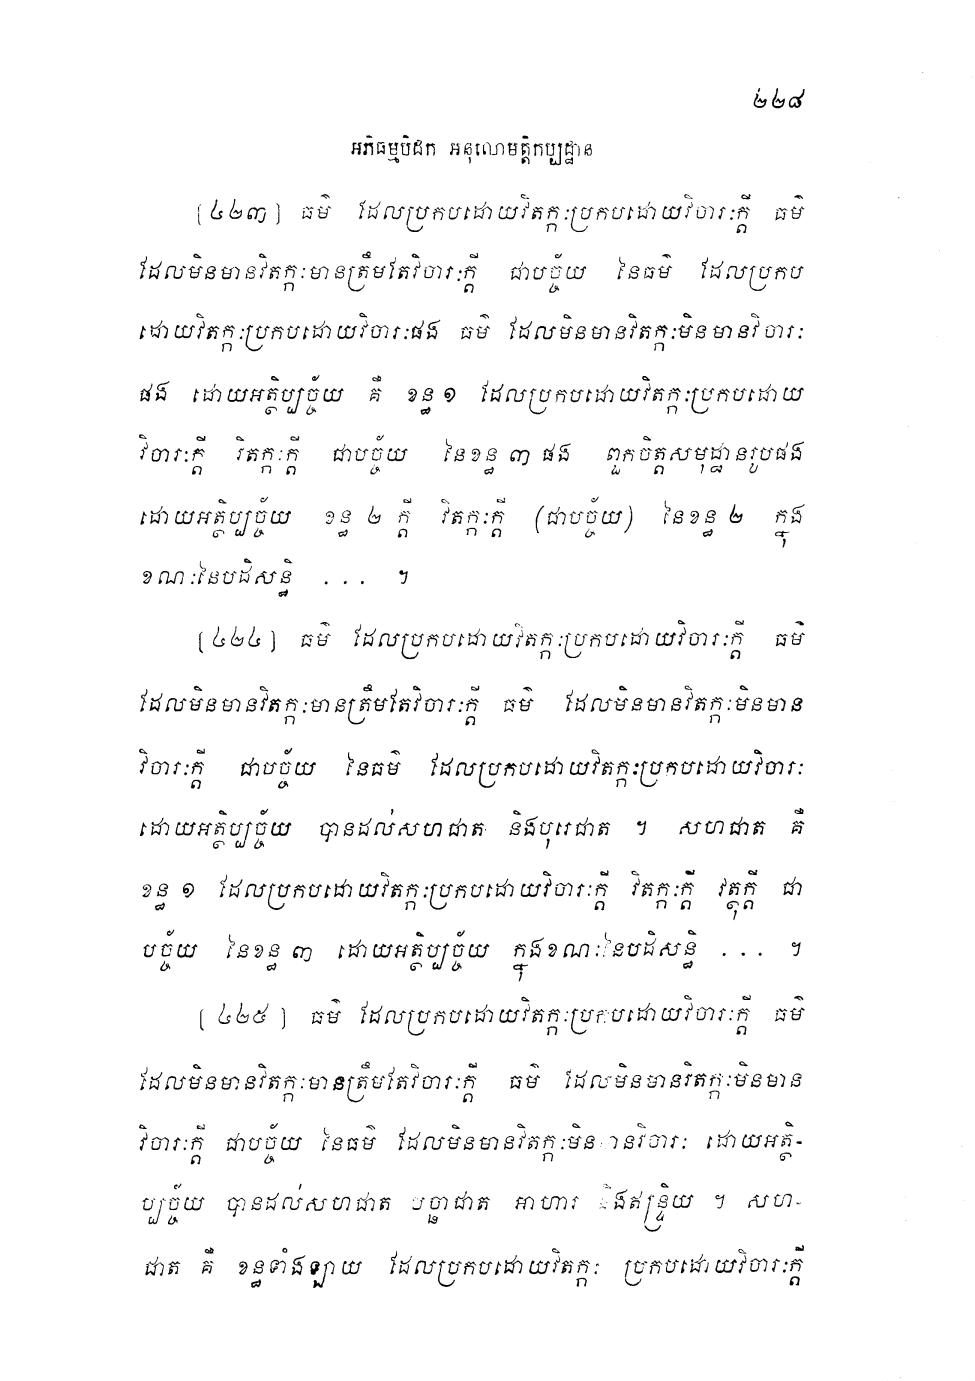 ២២៨
អភិធម្មបិដក អនុលោមត្តិកប្បដ្ឋាន
[៤២៣] ធម៌ ដែលប្រកបដោយវិតក្កៈប្រកបដោយវិចារៈក្តី ធម៌
ដែលមិនមានវិតក្កៈមានត្រឹមតែវិចារៈក្តី ជាបច្ច័យ នៃធម៌ ដែលប្រកប
ដោយវិតក្កៈប្រកបដោយវិចារៈផង ធម៌ ដែលមិនមានវិតក្កៈមិនមានវិចារៈ
ផង ដោយអត្ថិប្បច្ច័យ គឺ ខន្ធ ១ ដែលប្រកបដោយវិតក្កៈប្រកបដោយ
វិចារៈក្តី វិតក្កៈក្តី ជាបច្ច័យ នៃខន្ធ ៣ ផង ពួកចិត្តសមុដ្ឋានរូបផង
ដោយអត្ថិប្បច្ច័យ ខន្ធ ២ ក្តី វិតក្កៈក្តី (ជាបច្ច័យ) នៃខន្ធ ២ ក្នុង
ខណៈនៃបដិសន្ធិ ... ។
[៤២៤] ធម៌ ដែលប្រកបដោយវិតក្កៈប្រកបដោយវិចារៈក្តី ធម៌
ដែលមិនមានវិតក្កៈមានត្រឹមតែវិចារៈក្តី ធម៌ ដែលមិនមានវិតក្កៈមិនមាន
វិចារៈក្តី ជាបច្ច័យ នៃធម៌ ដែលប្រកបដោយវិតក្កៈប្រកបដោយវិចារៈ
ដោយអត្ថិប្បច្ច័យ បានដល់សហជាត និងបុរេជាត ។ សហជាត គឺ
ខន្ធ ១ ដែលប្រកបដោយវិតក្កៈប្រកបដោយវិចារៈក្តី វិតក្កៈក្តី វត្ថុក្តី ជា
បច្ច័យ នៃខន្ធ ៣ ដោយអត្ថិប្បច្ច័យ ក្នុងខណៈនៃបដិសន្ធិ ... ។
[៤២៥] ធម៌ ដែលប្រកបដោយវិតក្កៈប្រកបដោយវិចារៈក្តី ធម៌
ដែលមិនមានវិតក្កៈមានត្រឹមតែវិចារៈក្តី ធម៌ ដែលមិនមានវិតក្កៈមិនមាន
វិចារៈក្តី ជាបច្ច័យ នៃធម៌ ដែលមិនមានវិតក្កៈមិនមានវិចារៈ ដោយអត្ថិ-
ប្បច្ច័យ បានដល់សហជាត បច្ឆាជាត អាហារ និងឥន្ទ្រិយ ។ សហ-
ជាត គឺ ខន្ធទាំងឡាយ ដែលប្រកបដោយវិតក្កៈ ប្រកបដោយវិចារៈក្តី